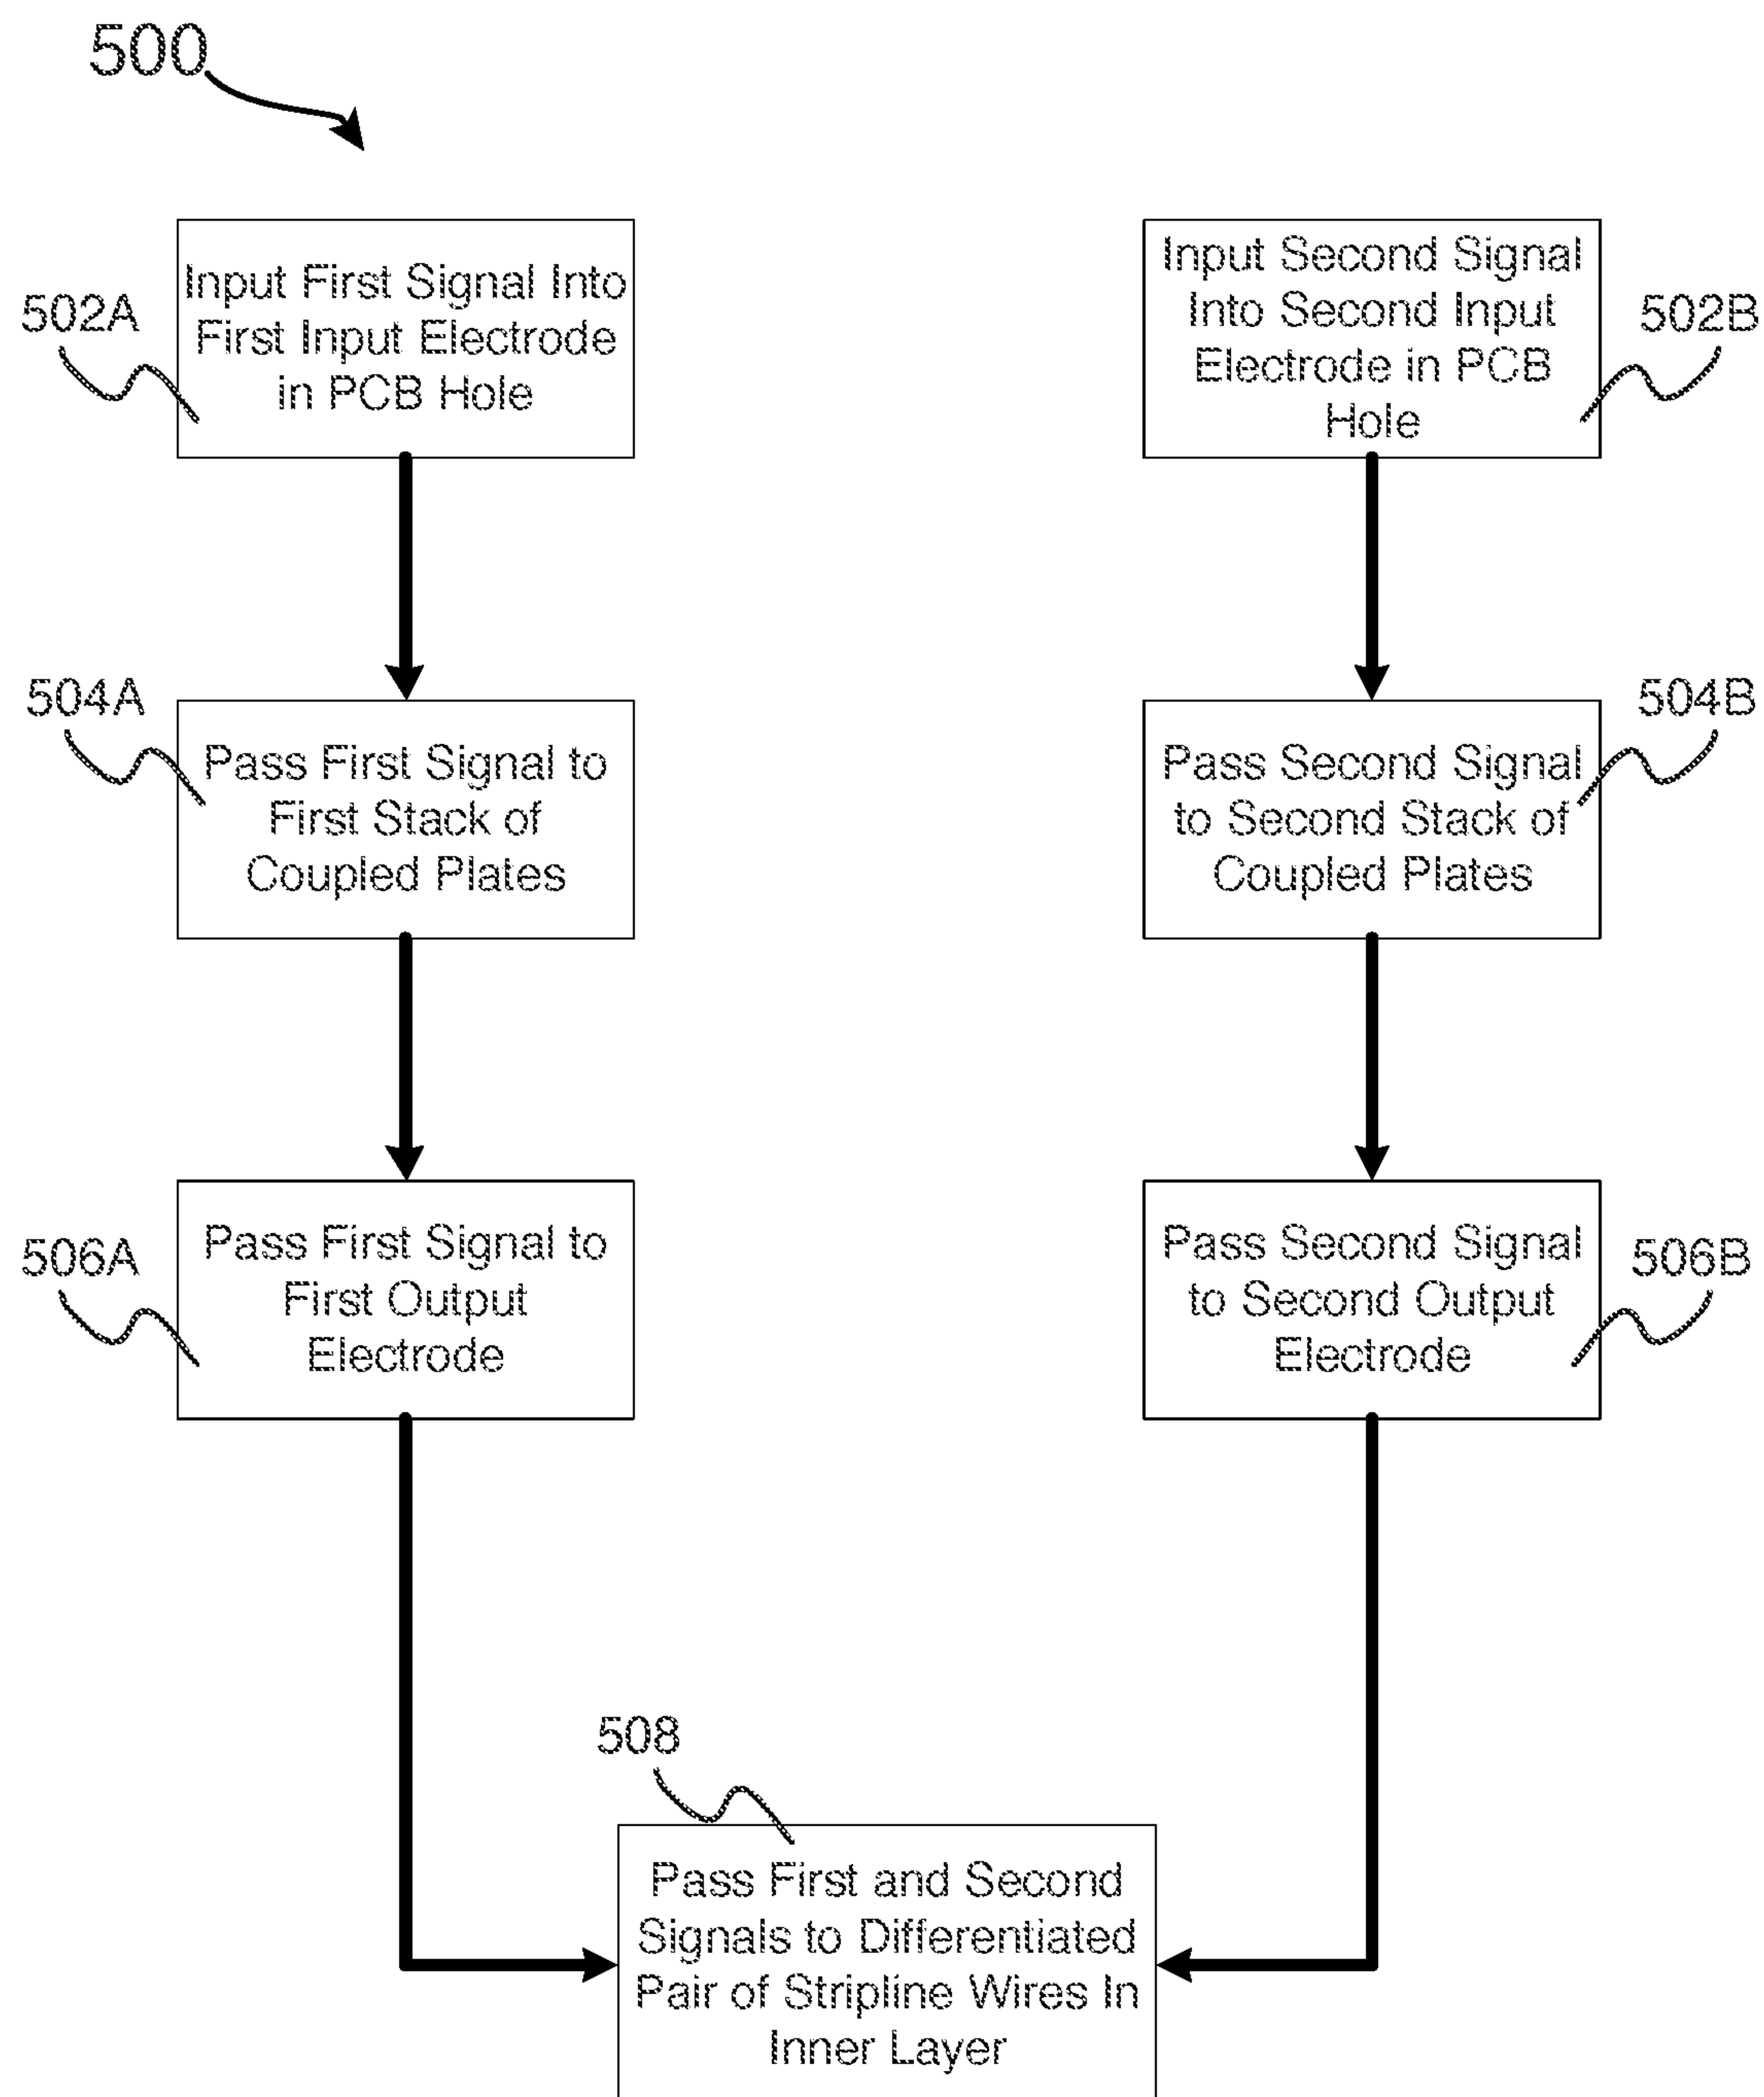 500
Input First Signal Into
First Input Electrode
in PCB Hole
502A
Input Second Signal
Into Second Input
Electrode in PCB
Hole
502B
504A
Pass First Signal to
First Stack of
Coupled Plates
Pass Second Signal
to Second Stack of
Coupled Plates
504B
506A
Pass First Signal to
First Output
Electrode
Pass Second Signal
to Second Output
Electrode
506B
508
Pass First and Second
Signals to Differentiated
Pair of Stripline Wires In
Inner Layer